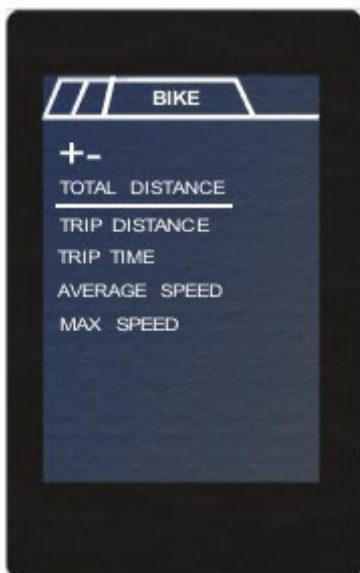 BIKE
+-
TOTAL DISTANCE
TRIP DISTANCE
TRIP TIME
AVERAGE SPEED
MAX SPEED